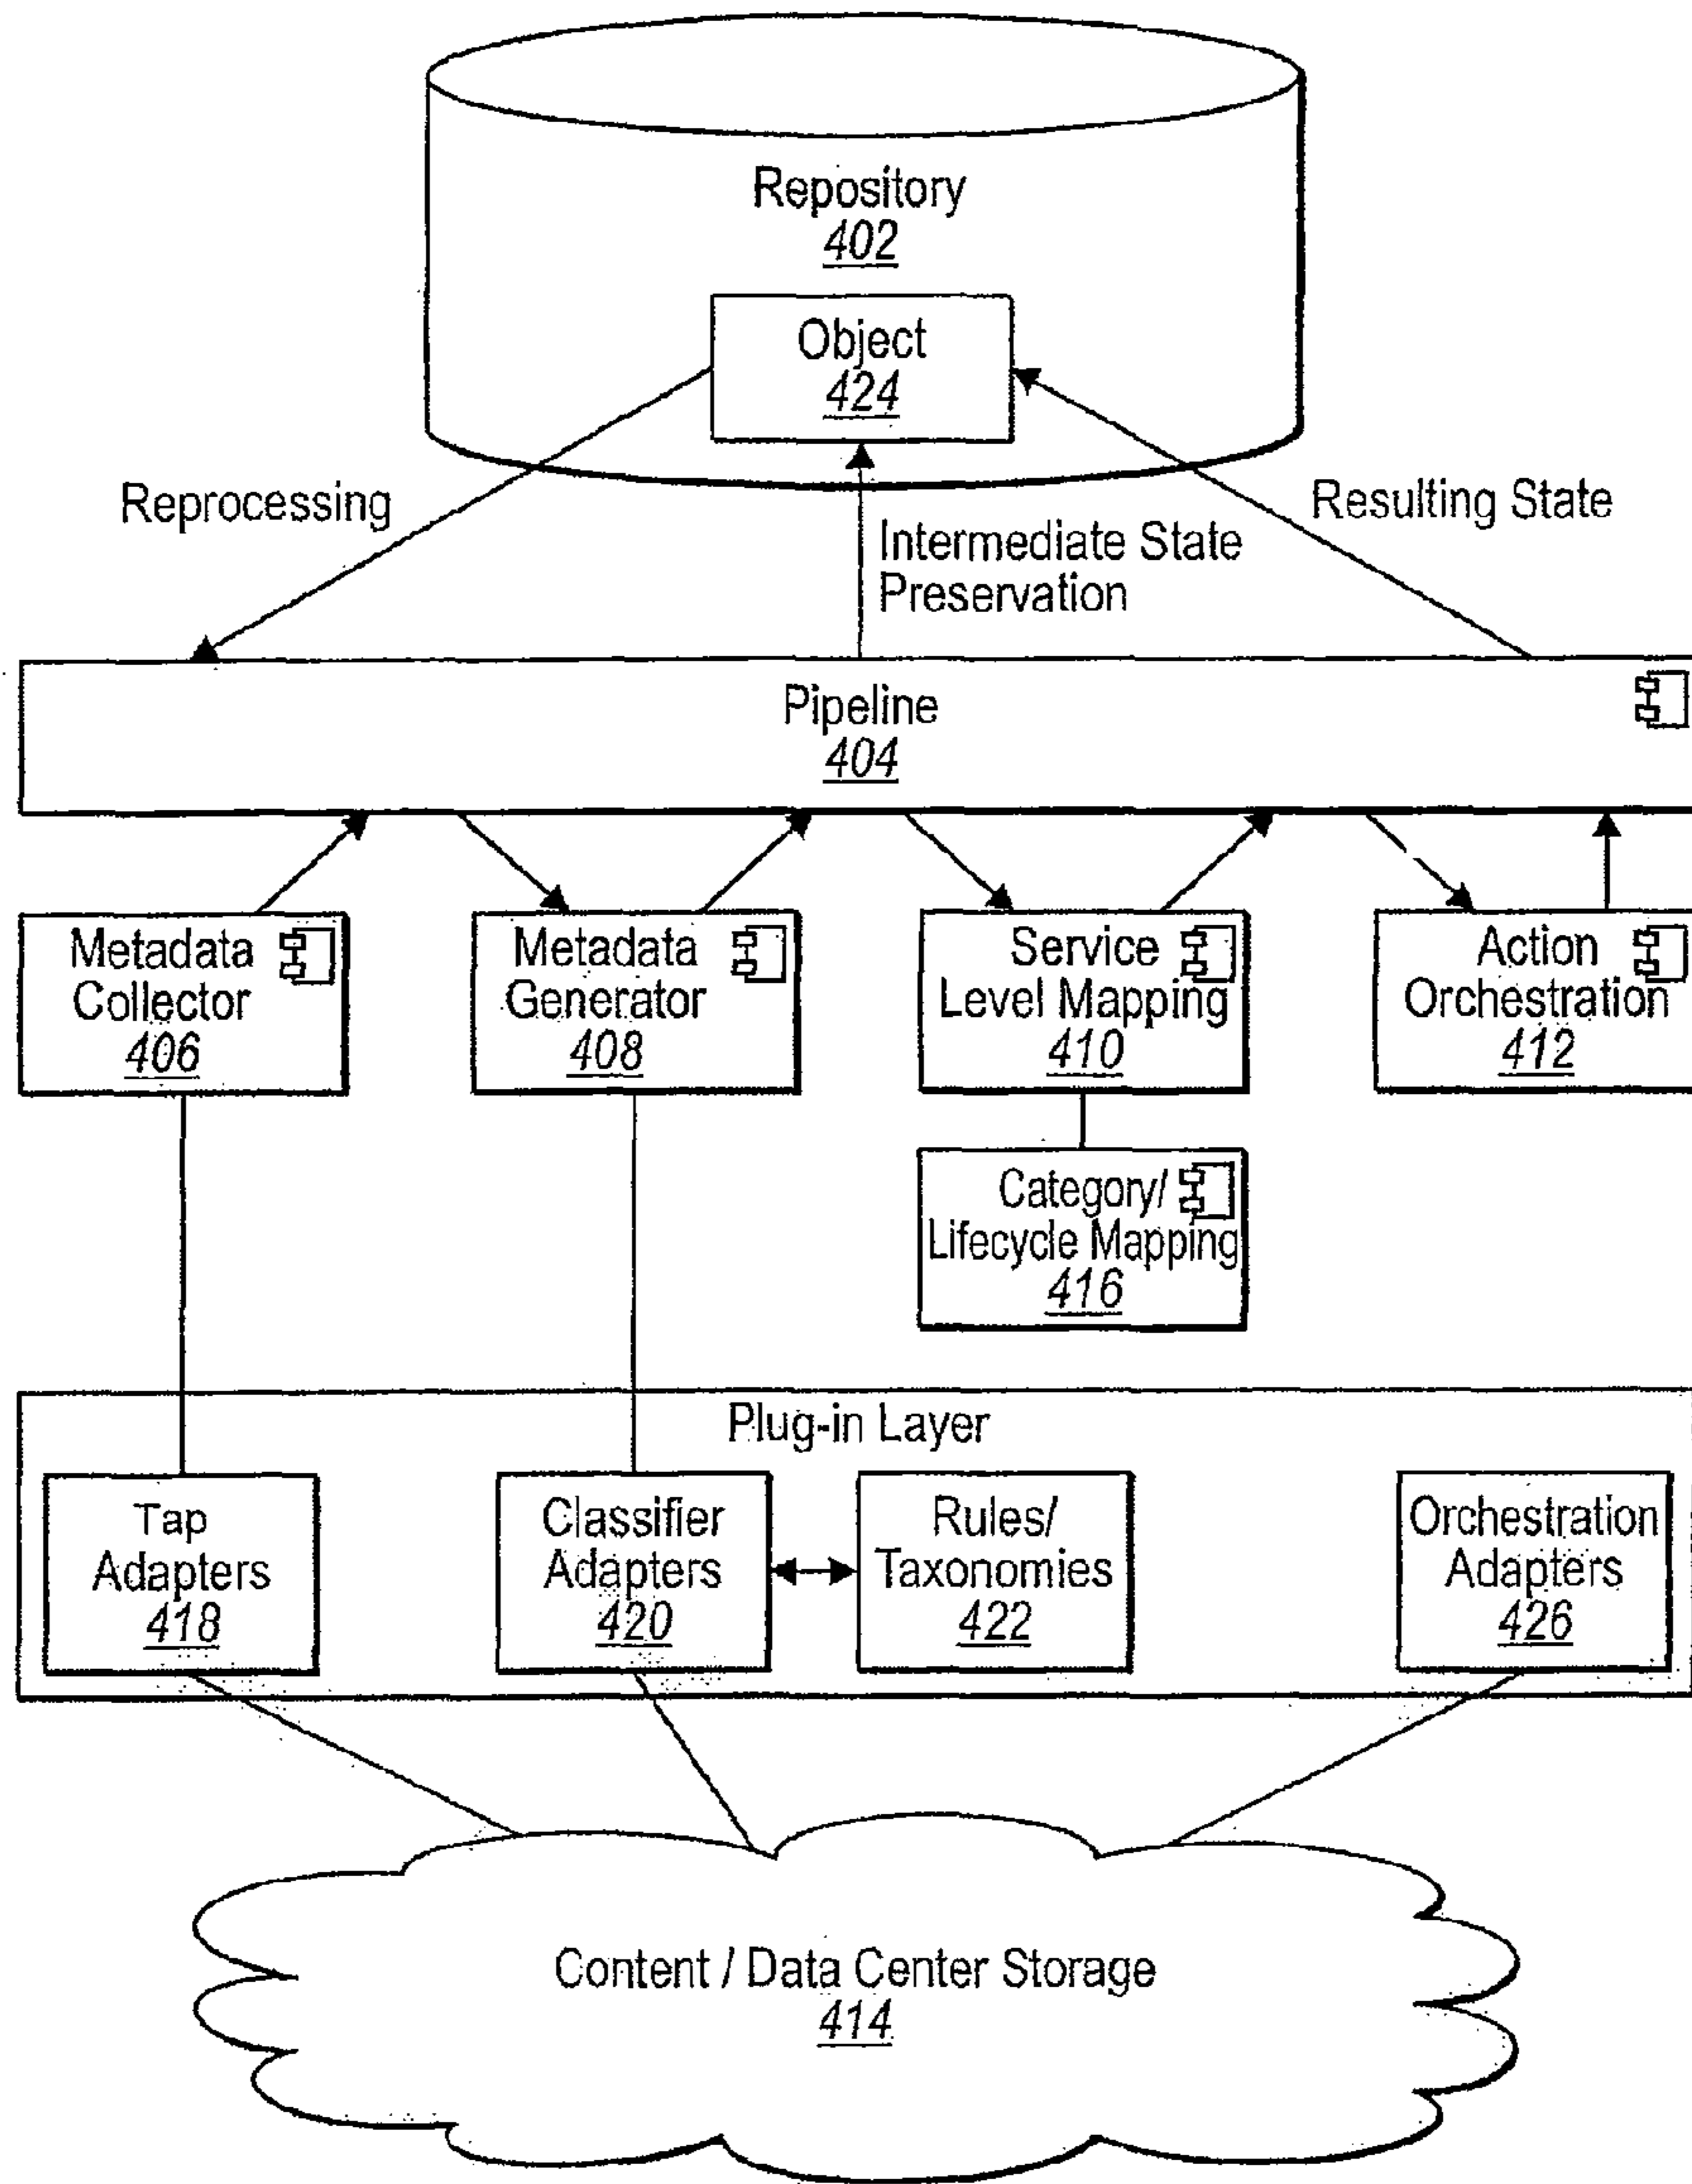 Repository
402
Object
424
Reprocessing
Intermediate State
Preservation
Resulting State
Pipeline
404
Metadata
Collector
406
Metadata
Generator
408
Service
Level Mapping
410
Action
Orchestration
412
Category/
Lifecycle Mapping
416
Plug-in Layer
Tap
Adapters
418
Classifier
Adapters
420
Rules/
Taxonomies
422
Orchestration
Adapters
426
Content / Data Center Storage
414